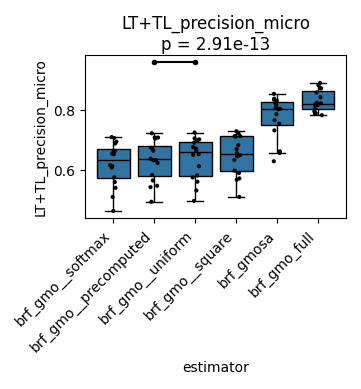 LT+TL_precision_micro
p = 2.91e-13
LT+TL_precision_micro
0.8
0.6
brf_gmo__softmax
brf_gmo__precomputed
brf_gmo__uniform
brf_gmo__square
brf_gmosa
brf_gmo_full
estimator